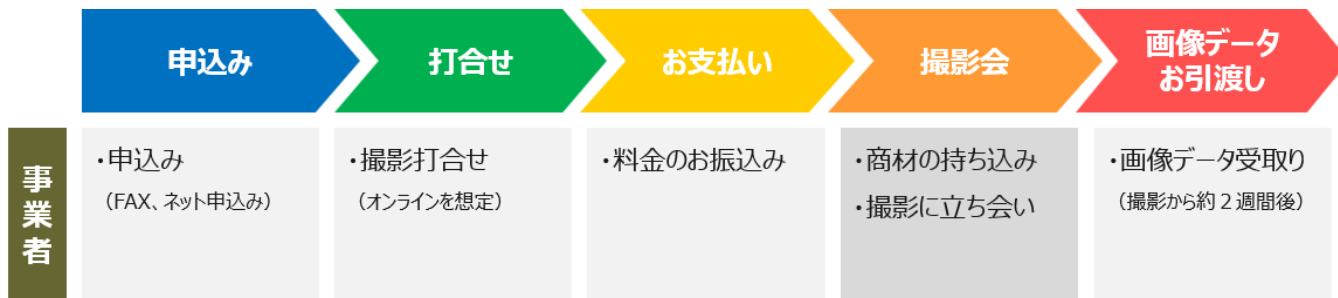 申込み
打合せ
お支払い
撮影会
画像データ
お引渡し
事業者
・申込み
（FAX、ネット申込み）
・撮影打合せ
（オンラインを想定）
・料金のお振込み
・商材の持ち込み
・撮影に立ち会い
・画像データ受取り
（撮影から約２週間後）